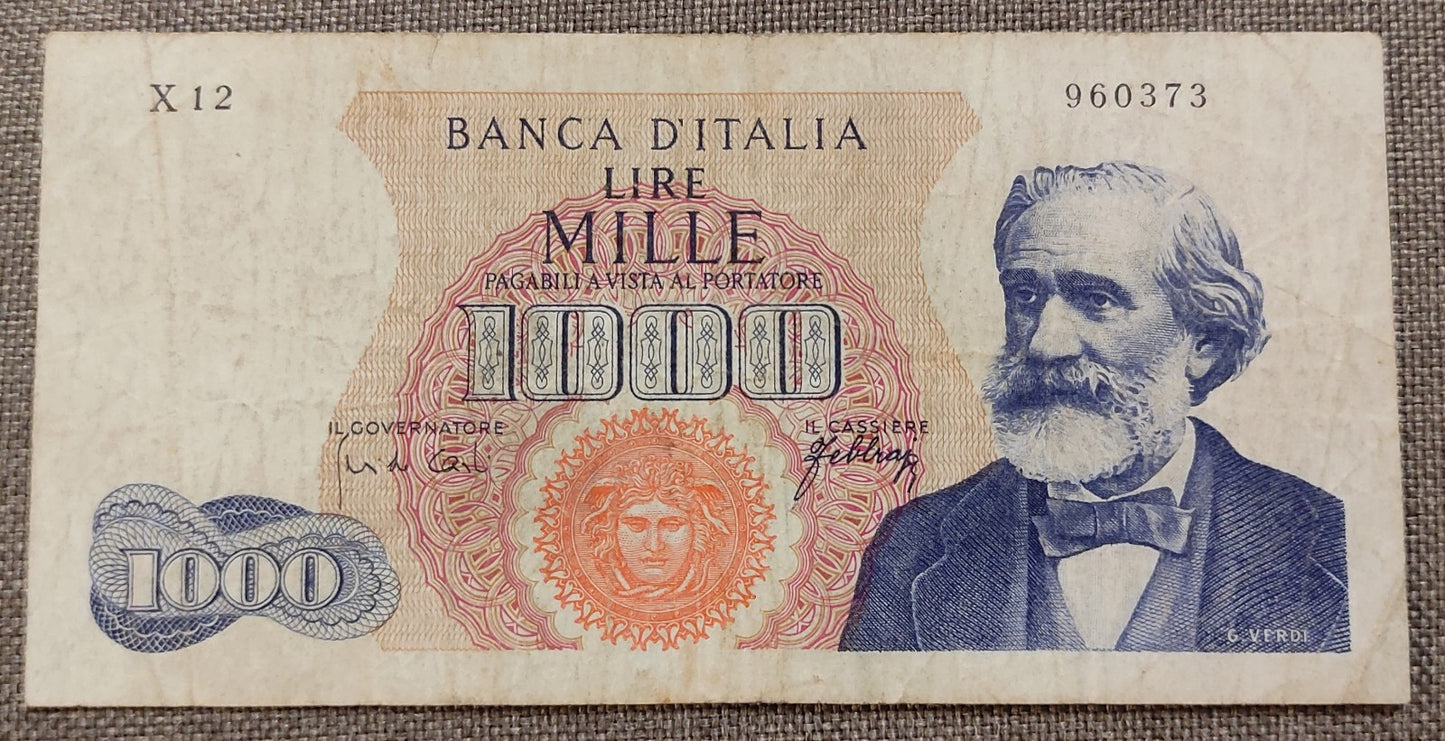 X 12
960373
BANCA D'ITALIA
LIRE
MILLE
PAGABILI A VISTA AL PORTATORE
1000
IL GOVERNATORE
IL CASSIERE
1000
G. VERDI